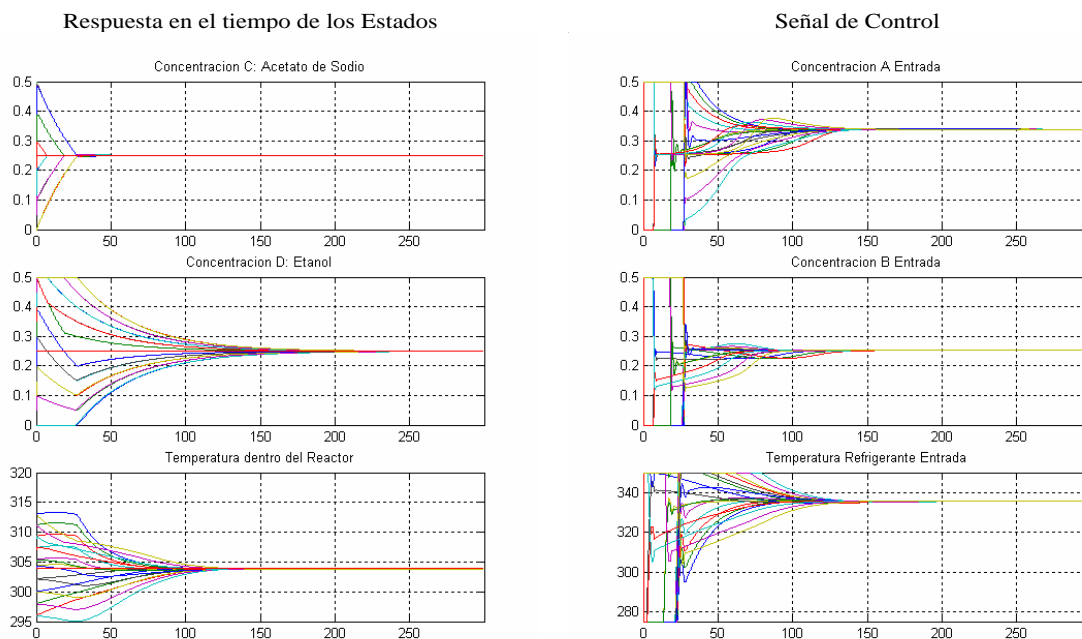 Respuesta en el tiempo de los Estados
Señal de Control
Concentracion C: Acetato de Sodio
0.5
0.4
0.3
0.2
0.1
0
0 50 100 150 200 250
Concentracion D: Etanol
0.5
0.4
0.3
0.2
0.1
0
0 50 100 150 200 250
Temperatura dentro del Reactor
320
315
310
305
300
295
0 50 100 150 200 250
Concentracion A Entrada
0.5
0.4
0.3
0.2
0.1
0
0 50 100 150 200 250
Concentracion B Entrada
0.5
0.4
0.3
0.2
0.1
0
0 50 100 150 200 250
Temperatura Refrigerante Entrada
340
320
300
280
0 50 100 150 200 250